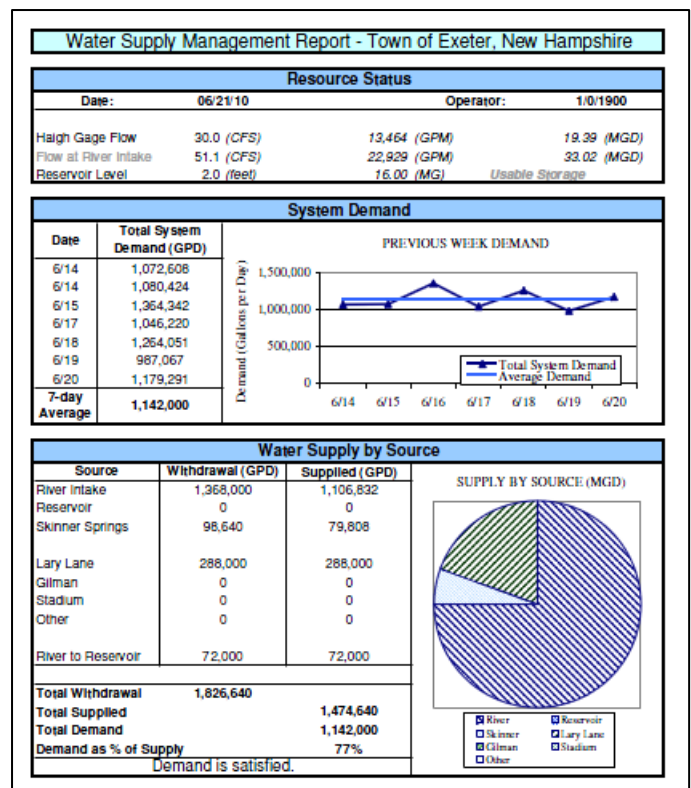 Water Supply Management Report - Town of Exeter, New Hampshire
Resource Status
Date: 06/21/10 Operator: 1/0/1900
Haigh Gage Flow 30.0 (CFS) 13,464 (GPM) 19.39 (MGD)
Flow at River Intake 51.1 (CFS) 22,929 (GPM) 33.02 (MGD)
Reservoir Level 2.0 (feet) 16.00 (MG) Usable Storage
System Demand
Date Total System Demand (GPD)
6/14 1,072,608
6/14 1,080,424
6/15 1,364,342
6/17 1,046,220
6/18 1,264,051
6/19 987,067
6/20 1,179,291
7-day Average 1,142,000
PREVIOUS WEEK DEMAND
Demand (Gallons per Day)
1,500,000
1,000,000
500,000
0
Total System Demand
Average Demand
6/14 6/15 6/16 6/17 6/18 6/19 6/20
Water Supply by Source
Source Withdrawal (GPD) Supplied (GPD)
River Intake 1,368,000 1,106,832
Reservoir 0 0
Skinner Springs 98,640 79,808
Lary Lane 288,000 288,000
Gilman 0 0
Stadium 0 0
Other 0 0
River to Reservoir 72,000 72,000
Total Withdrawal 1,826,640
Total Supplied 1,474,640
Total Demand 1,142,000
Demand as % of Supply 77%
Demand is satisfied.
SUPPLY BY SOURCE (MGD)
River Reservoir
Skinner Lary Lane
Gilman Stadium
Other